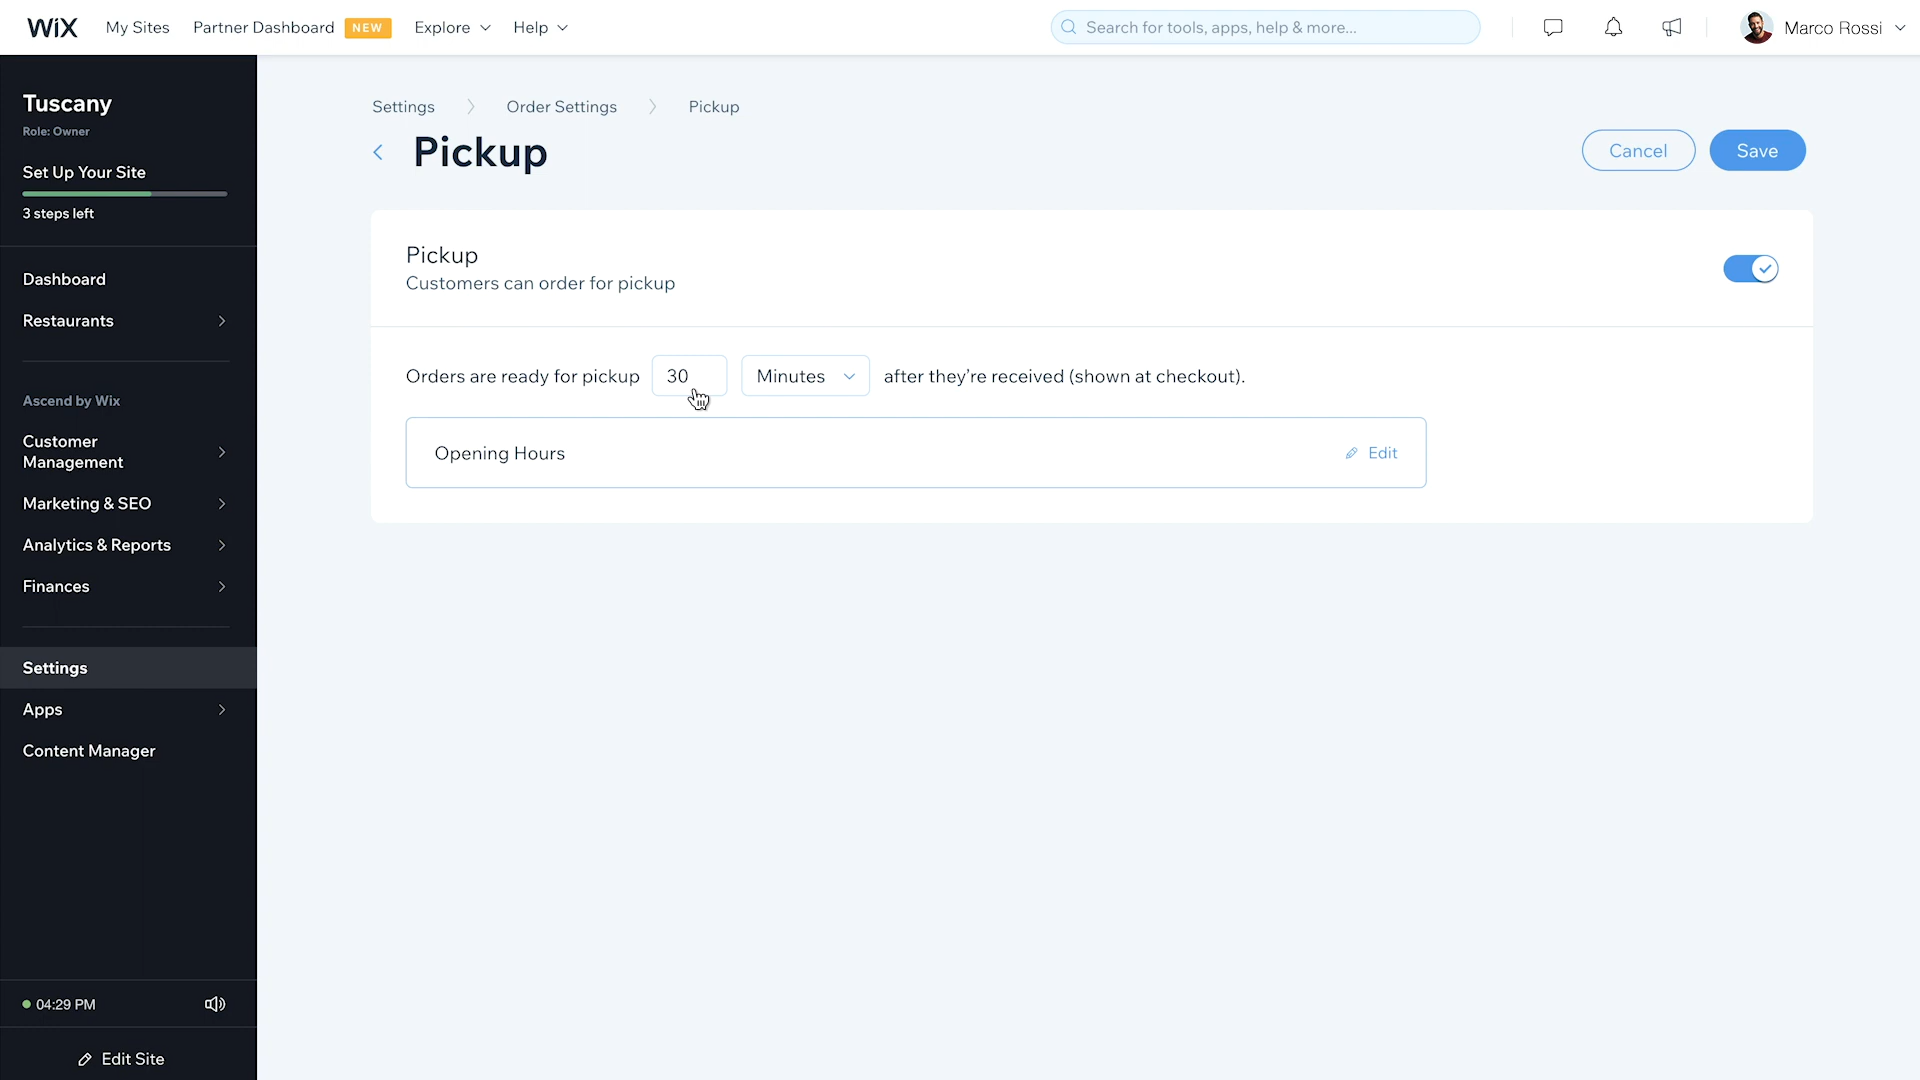 WiX My Sites Partner Dashboard NEW Explore Help Search for tools, apps, help & more... Marco Rossi
Tuscany
Role: Owner
Set Up Your Site
3 steps left
Dashboard
Restaurants
Ascend by Wix
Customer
Management
Marketing & SEO
Analytics & Reports
Finances
Settings
Apps
Content Manager
04:29 PM
Edit Site
Settings Order Settings Pickup
Pickup
Cancel Save
Pickup
Customers can order for pickup
Orders are ready for pickup 30 Minutes after they're received (shown at checkout).
Opening Hours Edit